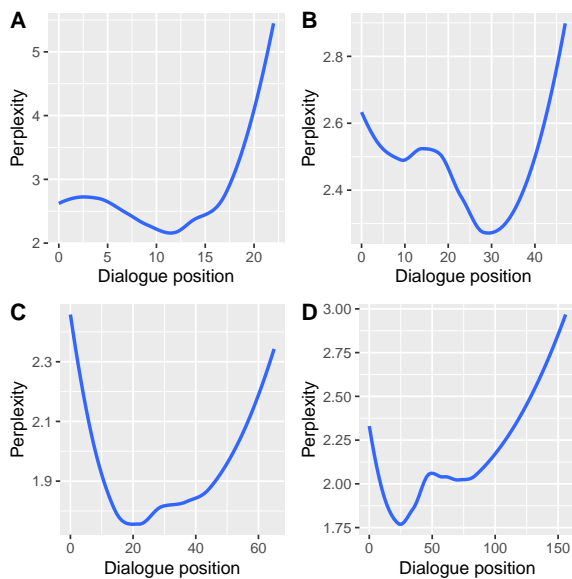 A
Perplexity
5
4
3
2
0
10
20
Dialogue position
B
Perplexity
2.8
2.6
2.4
0
10
20
30
40
Dialogue position
C
Perplexity
2.3
2.1
1.9
0
20
40
60
Dialogue position
D
Perplexity
3.00
2.75
2.50
2.25
2.00
1.75
0
50
100
150
Dialogue position